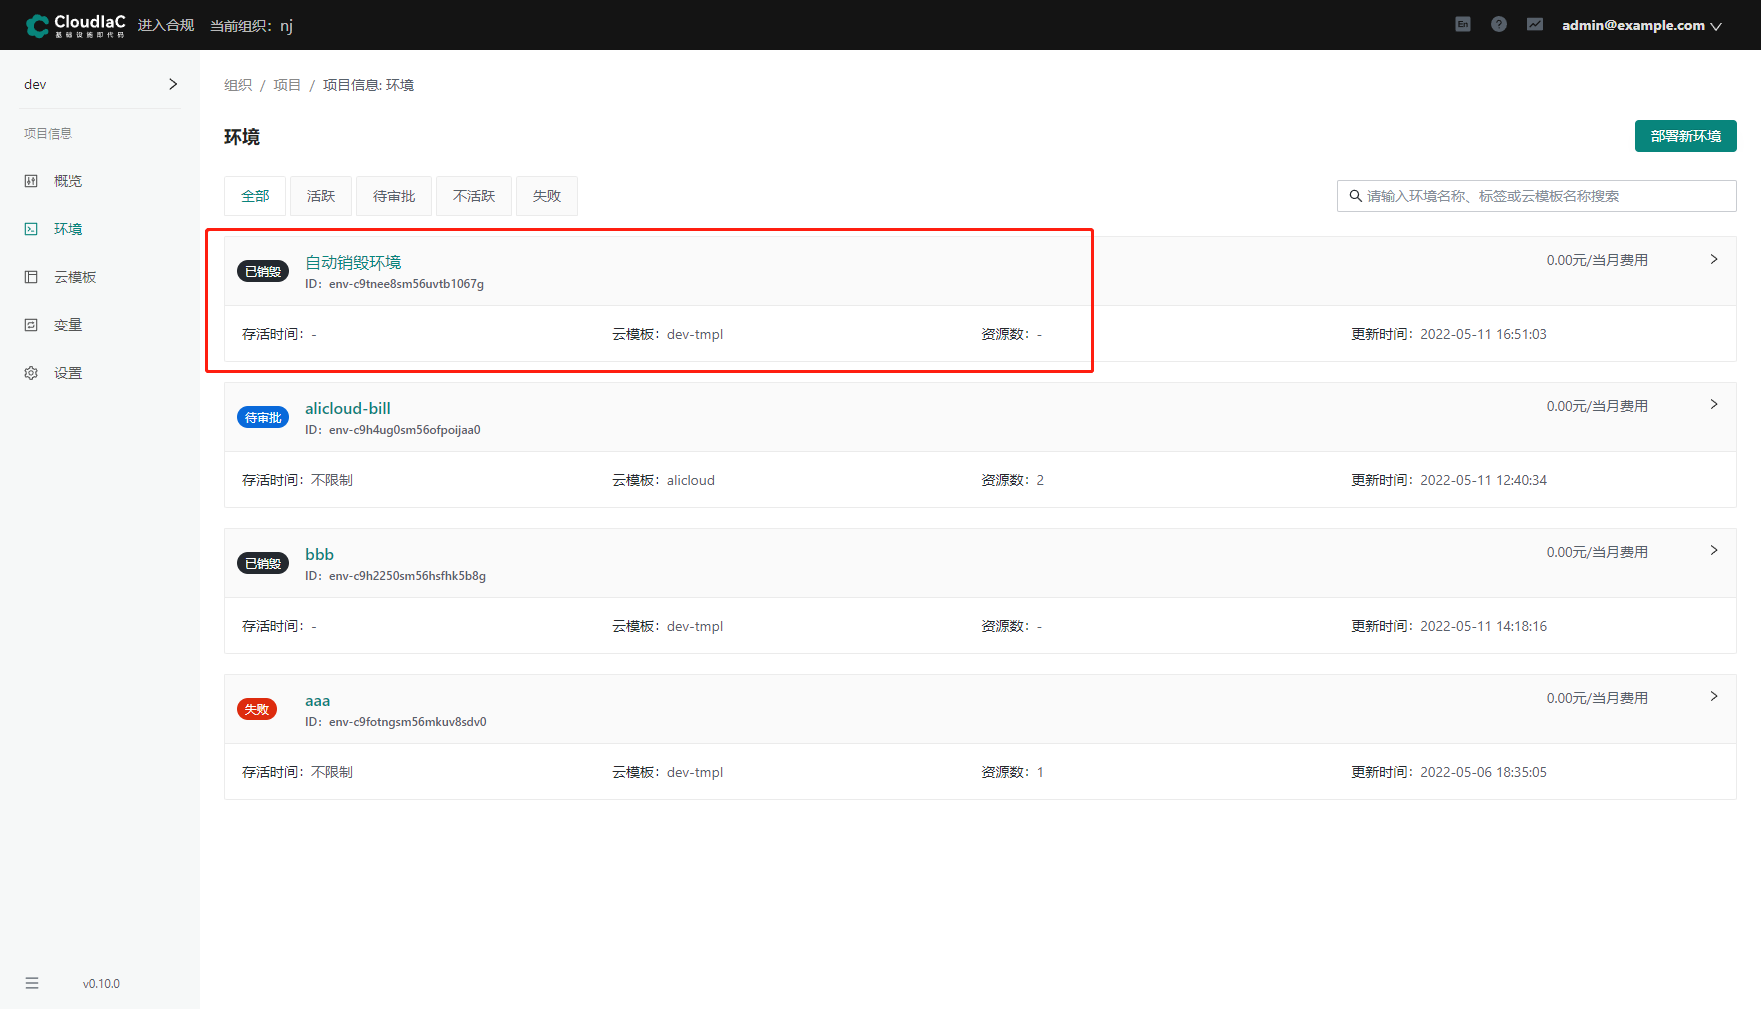 CloudIaC
基础设施即代码
进入合规 当前组织：nj
En
admin@example.com
dev
项目信息
概览
环境
云模板
变量
设置
v0.10.0
组织 / 项目 / 项目信息: 环境
环境
部署新环境
全部 活跃 待审批 不活跃 失败
请输入环境名称、标签或云模板名称搜索
已销毁 自动销毁环境 0.00元/当月费用
ID：env-c9tnee8sm56uvtb1067g
存活时间：- 云模板：dev-tmpl 资源数：- 更新时间：2022-05-11 16:51:03
待审批 alicloud-bill 0.00元/当月费用
ID：env-c9h4ug0sm56ofpoijaa0
存活时间：不限制 云模板：alicloud 资源数：2 更新时间：2022-05-11 12:40:34
已销毁 bbb 0.00元/当月费用
ID：env-c9h2250sm56hsfhk5b8g
存活时间：- 云模板：dev-tmpl 资源数：- 更新时间：2022-05-11 14:18:16
失败 aaa 0.00元/当月费用
ID：env-c9fotngsm56mkuv8sdv0
存活时间：不限制 云模板：dev-tmpl 资源数：1 更新时间：2022-05-06 18:35:05